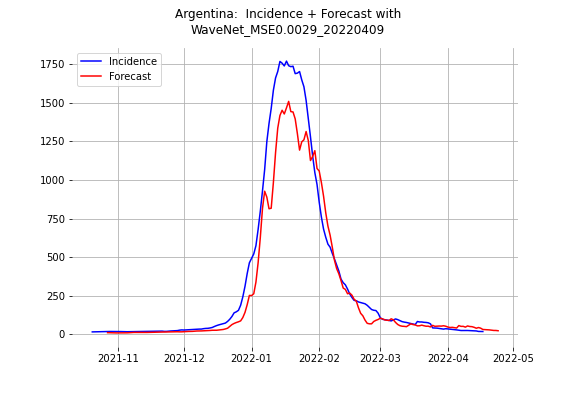 Argentina:  Incidence + Forecast with
WaveNet_MSE0.0029_20220409
Incidence
Forecast
1750
1500
1250
1000
750
500
250
0
2021-11 2021-12 2022-01 2022-02 2022-03 2022-04 2022-05